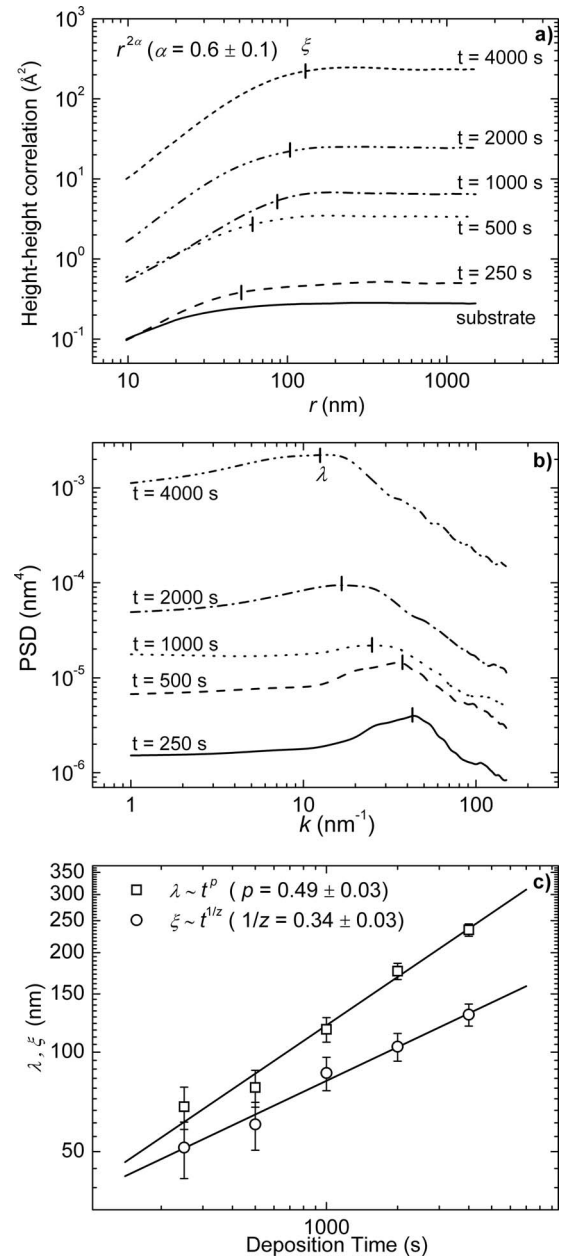 a)
r²ᵅ (α = 0.6 ± 0.1)
ξ
t = 4000 s
t = 2000 s
t = 1000 s
t = 500 s
t = 250 s
substrate
10³
10²
10¹
10⁰
10⁻¹
Height-height correlation (Å²)
10 100 1000
r (nm)
b)
λ
t = 4000 s
t = 2000 s
t = 1000 s
t = 500 s
t = 250 s
10⁻³
10⁻⁴
10⁻⁵
10⁻⁶
PSD (nm⁴)
1 10 100
k (nm⁻¹)
c)
λ ~ tᵖ ( p = 0.49 ± 0.03)
ξ ~ t¹ᐟᶻ ( 1/z = 0.34 ± 0.03)
350
300
250
200
150
100
50
λ , ξ (nm)
1000
Deposition Time (s)